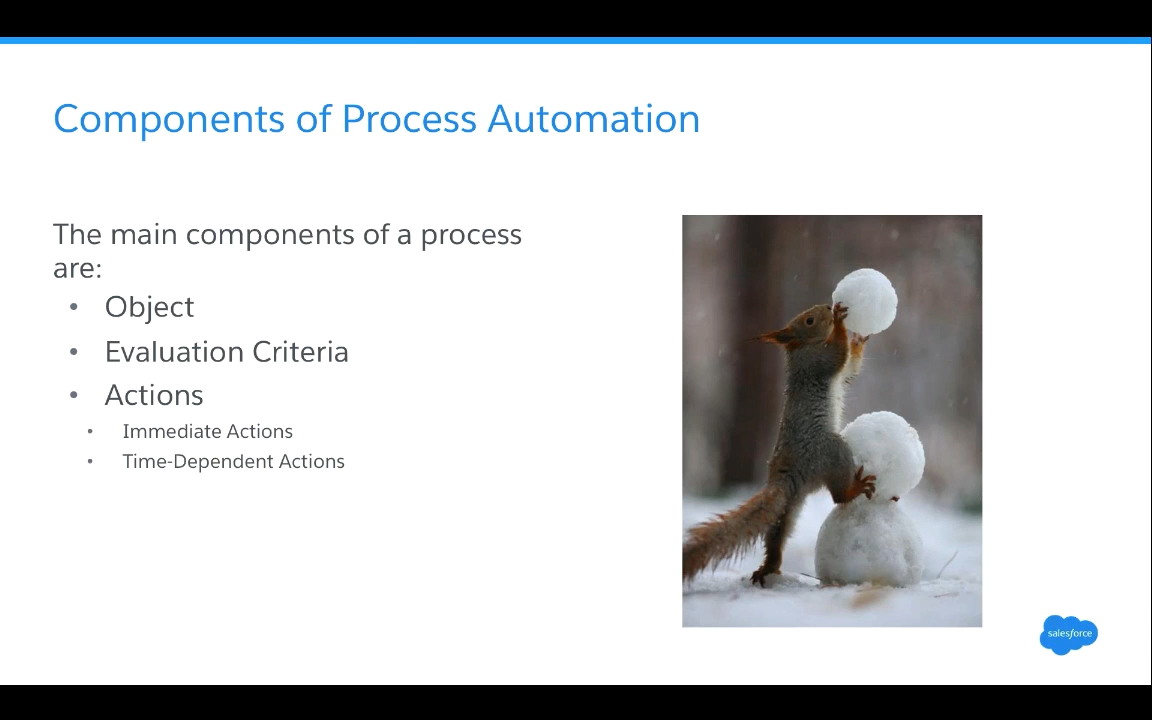 Components of Process Automation
The main components of a process
are:
• Object
• Evaluation Criteria
• Actions
• Immediate Actions
• Time-Dependent Actions
salesforce